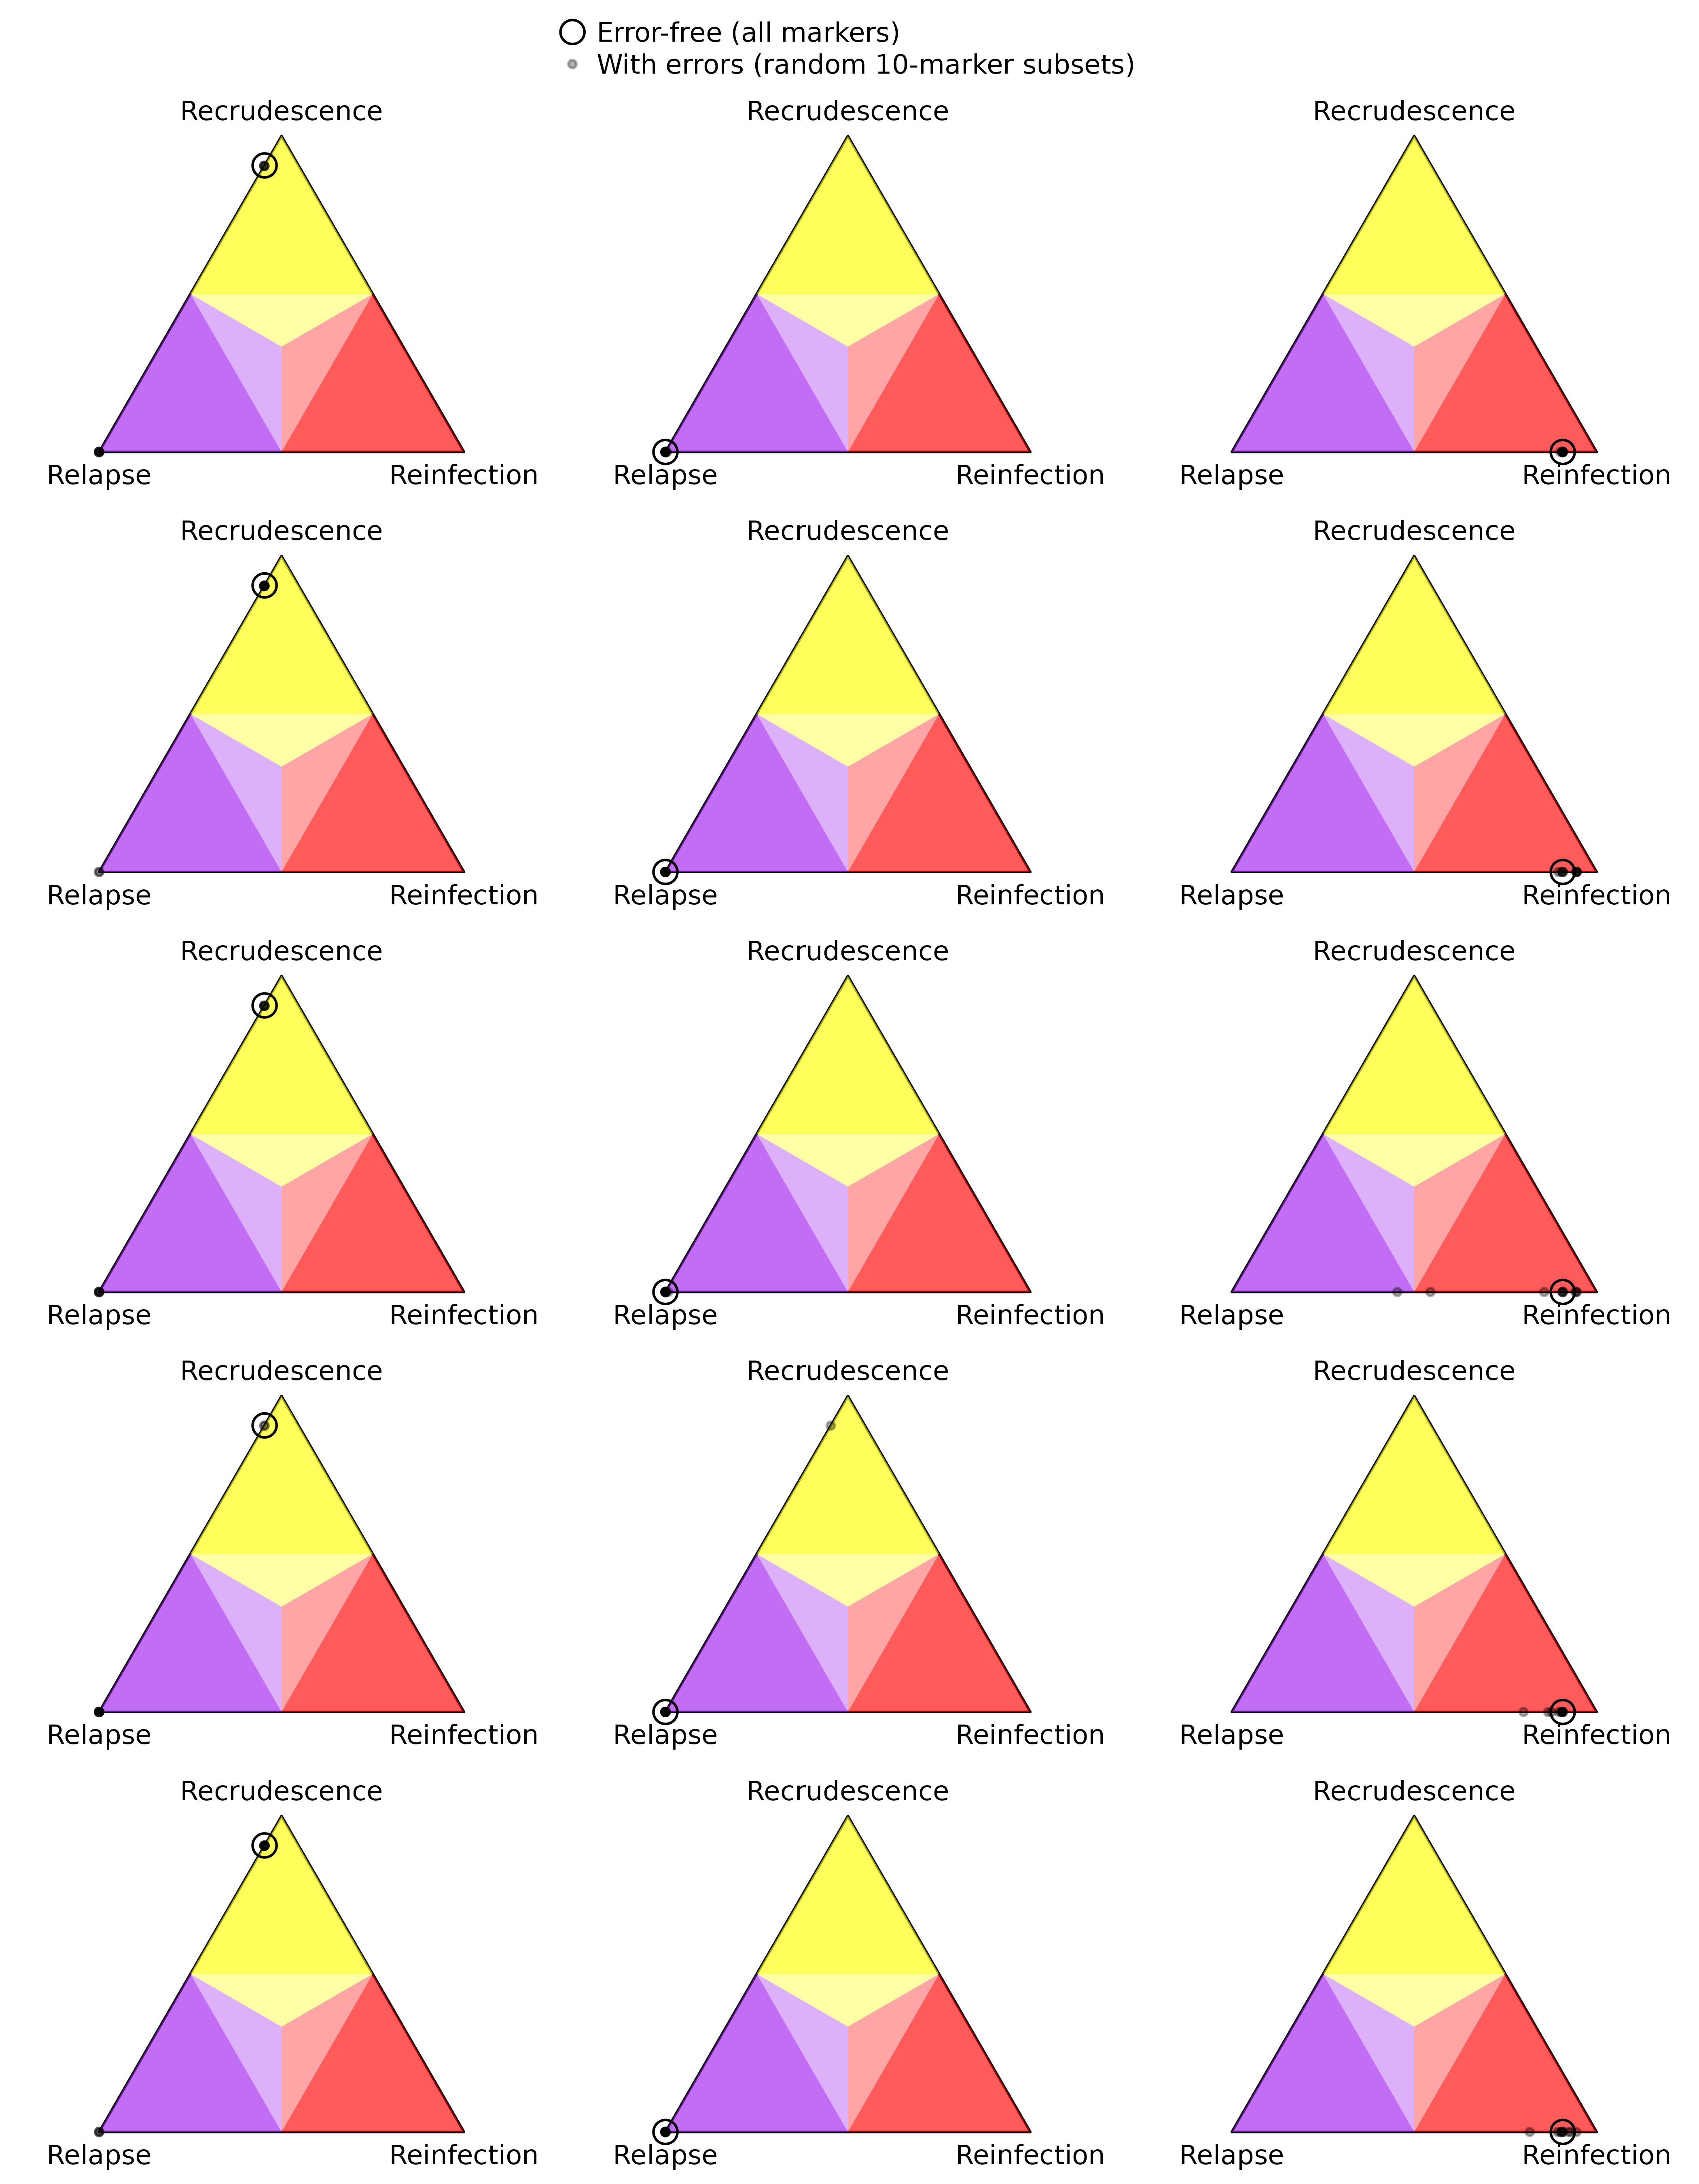 Error-free (all markers)
With errors (random 10-marker subsets)
Recrudescence Recrudescence Recrudescence
Relapse Reinfection Relapse Reinfection Relapse Reinfection
Recrudescence Recrudescence Recrudescence
Relapse Reinfection Relapse Reinfection Relapse Reinfection
Recrudescence Recrudescence Recrudescence
Relapse Reinfection Relapse Reinfection Relapse Reinfection
Recrudescence Recrudescence Recrudescence
Relapse Reinfection Relapse Reinfection Relapse Reinfection
Recrudescence Recrudescence Recrudescence
Relapse Reinfection Relapse Reinfection Relapse Reinfection